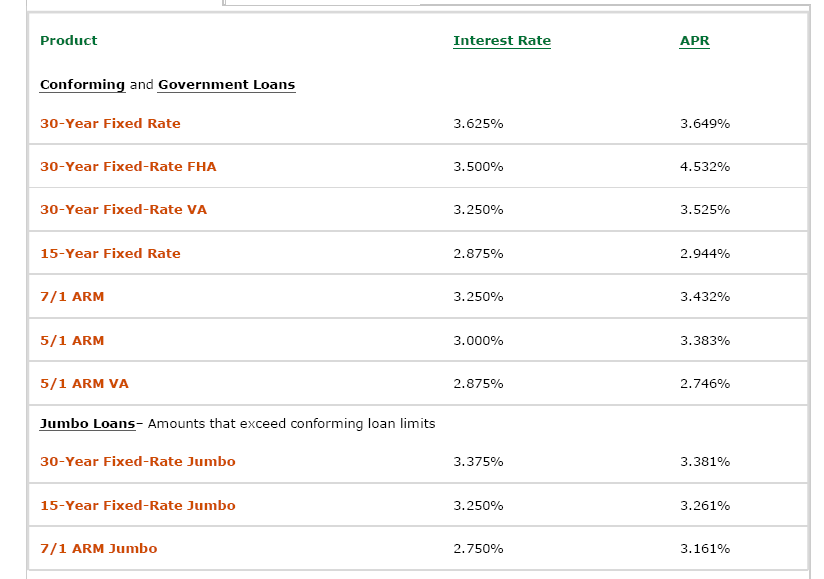 Product Interest Rate APR
Conforming and Government Loans
30-Year Fixed Rate 3.625% 3.649%
30-Year Fixed-Rate FHA 3.500% 4.532%
30-Year Fixed-Rate VA 3.250% 3.525%
15-Year Fixed Rate 2.875% 2.944%
7/1 ARM 3.250% 3.432%
5/1 ARM 3.000% 3.383%
5/1 ARM VA 2.875% 2.746%
Jumbo Loans– Amounts that exceed conforming loan limits
30-Year Fixed-Rate Jumbo 3.375% 3.381%
15-Year Fixed-Rate Jumbo 3.250% 3.261%
7/1 ARM Jumbo 2.750% 3.161%